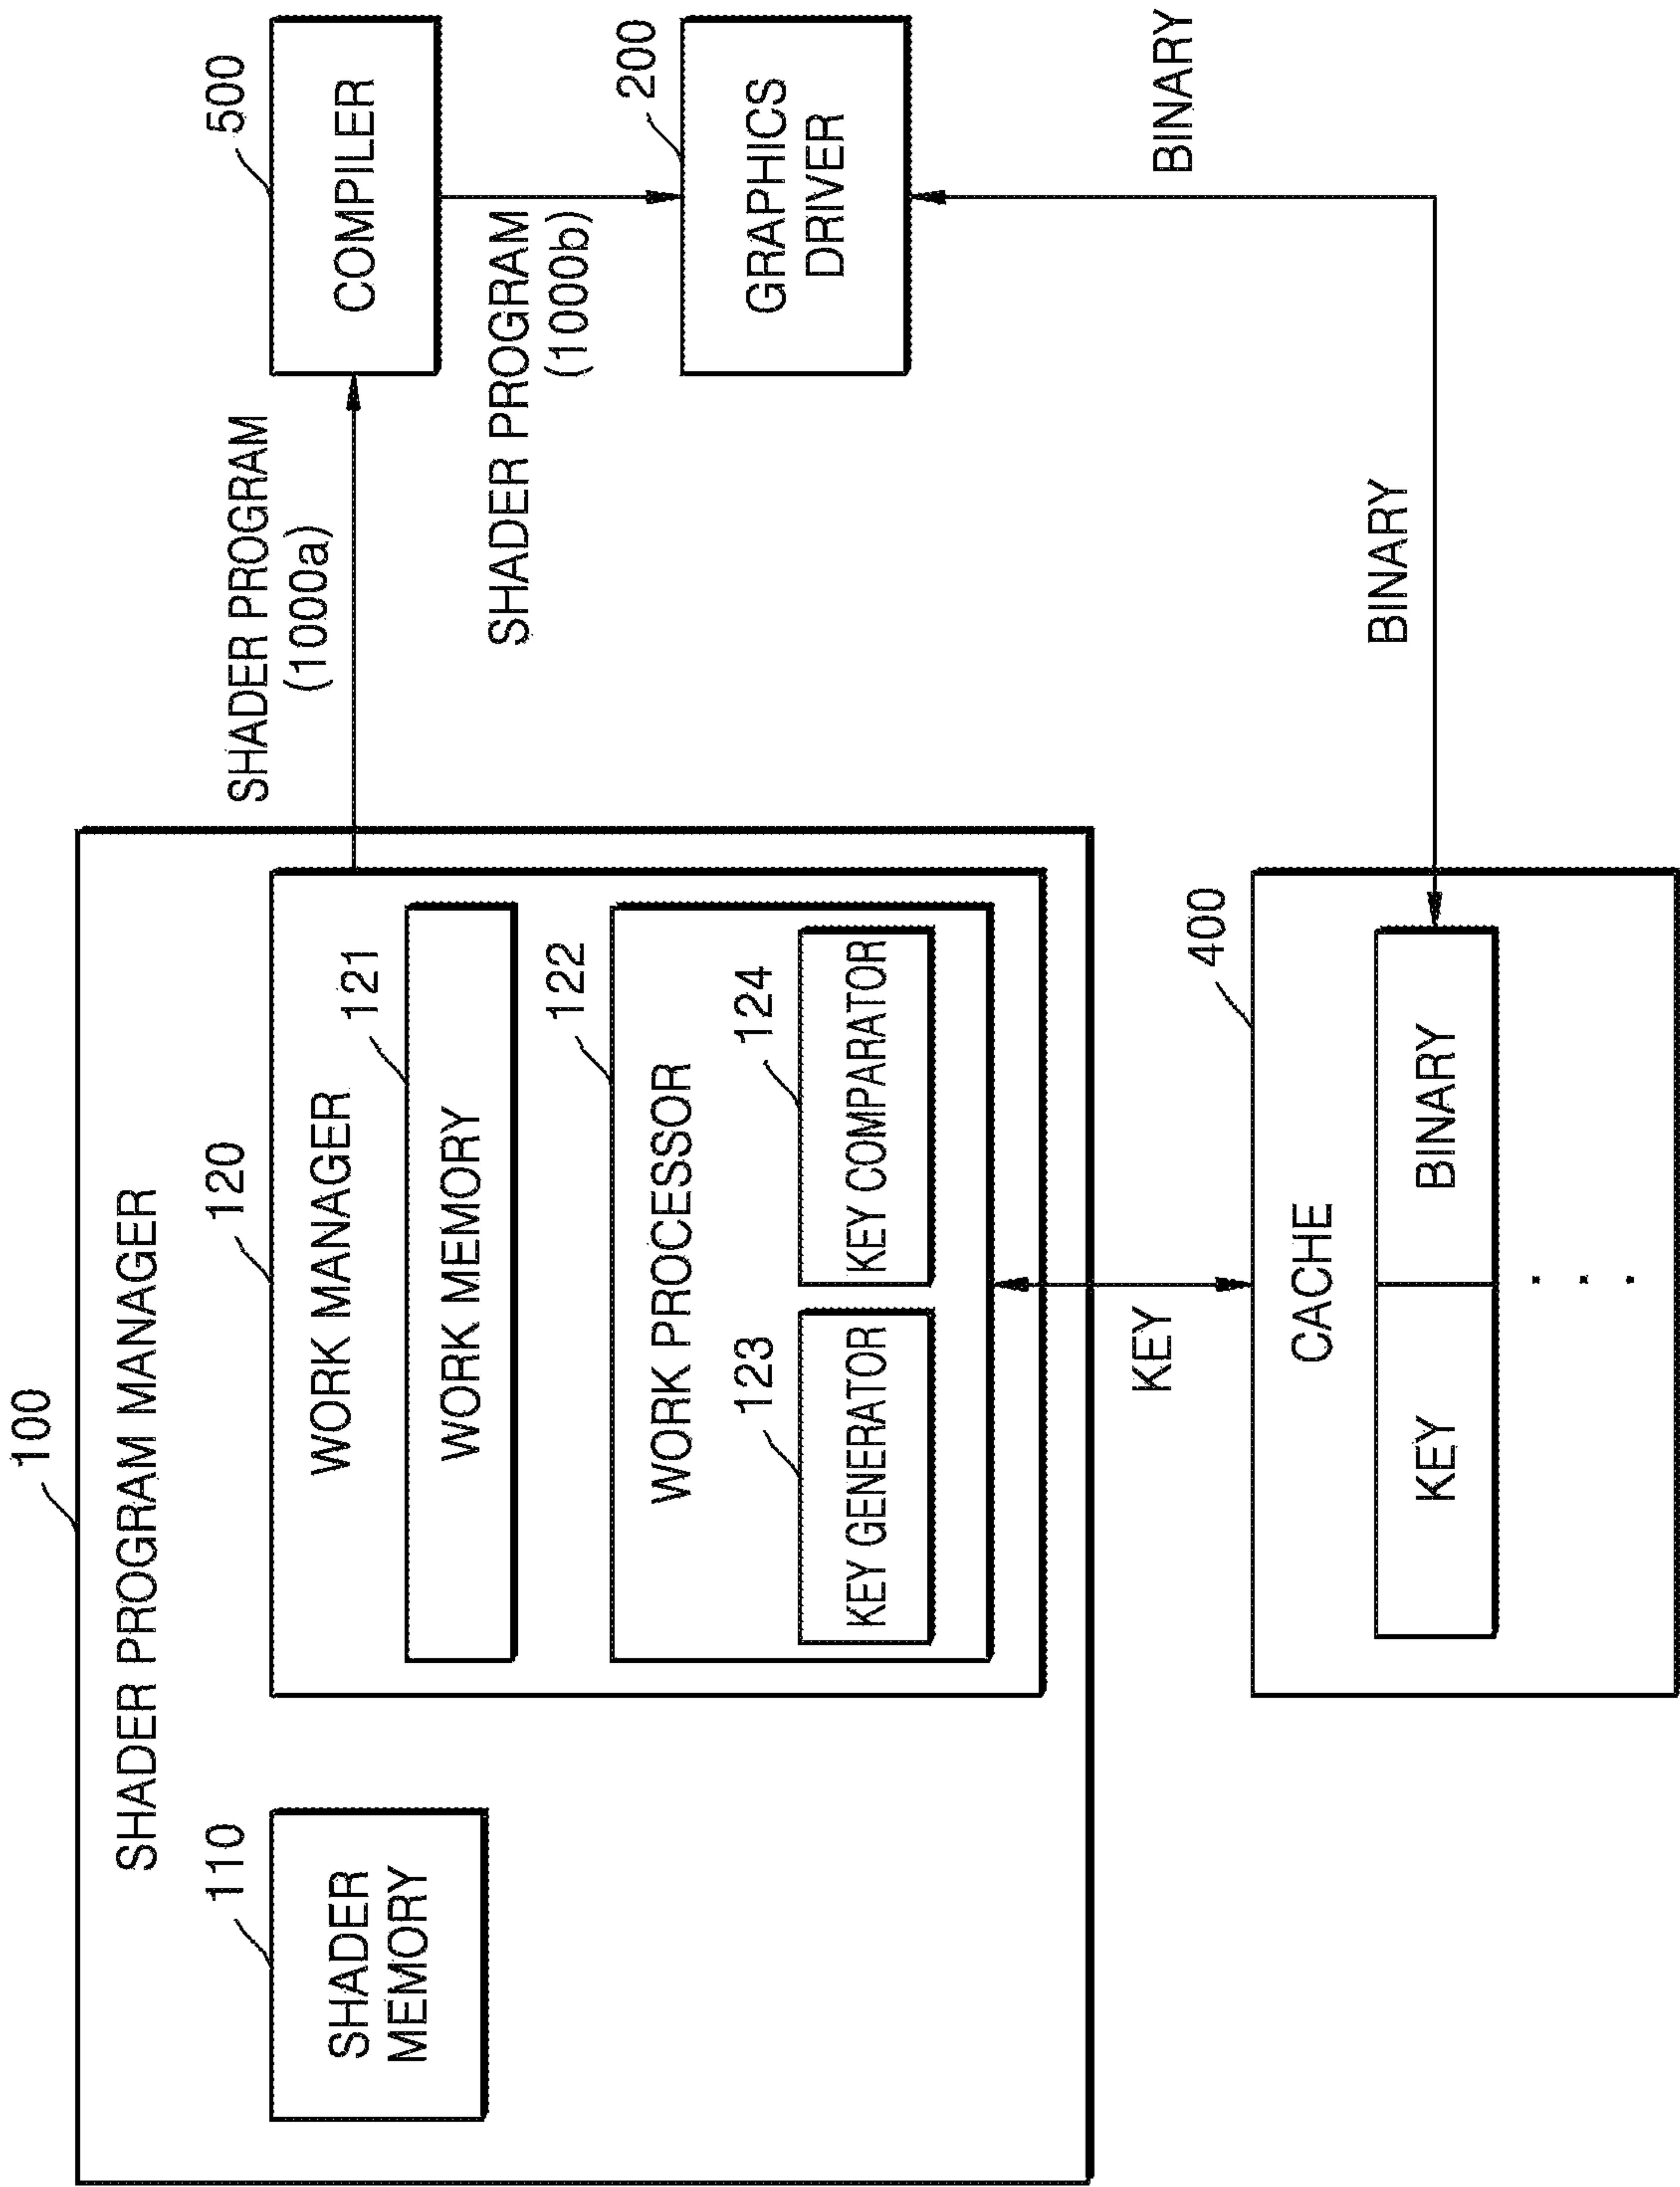 100
SHADER PROGRAM MANAGER
110
SHADER
MEMORY
120
WORK MANAGER
121
WORK MEMORY
122
WORK PROCESSOR
123
KEY GENERATOR
124
KEY COMPARATOR
SHADER PROGRAM
(1000a)
500
COMPILER
SHADER PROGRAM
(1000b)
200
GRAPHICS
DRIVER
KEY
400
CACHE
KEY
BINARY
BINARY
BINARY